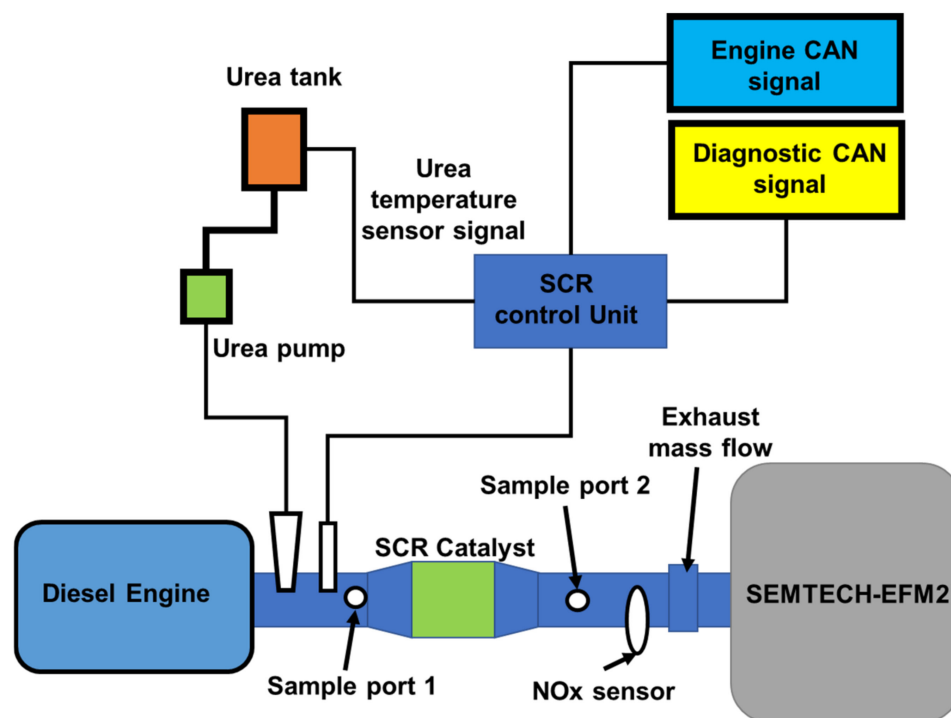 Engine CAN
signal
Urea tank
Diagnostic CAN
signal
Urea
temperature
sensor signal
SCR
control Unit
Urea pump
Exhaust
mass flow
Sample port 2
SCR Catalyst
Diesel Engine
SEMTECH-EFM2
Sample port 1
NOx sensor